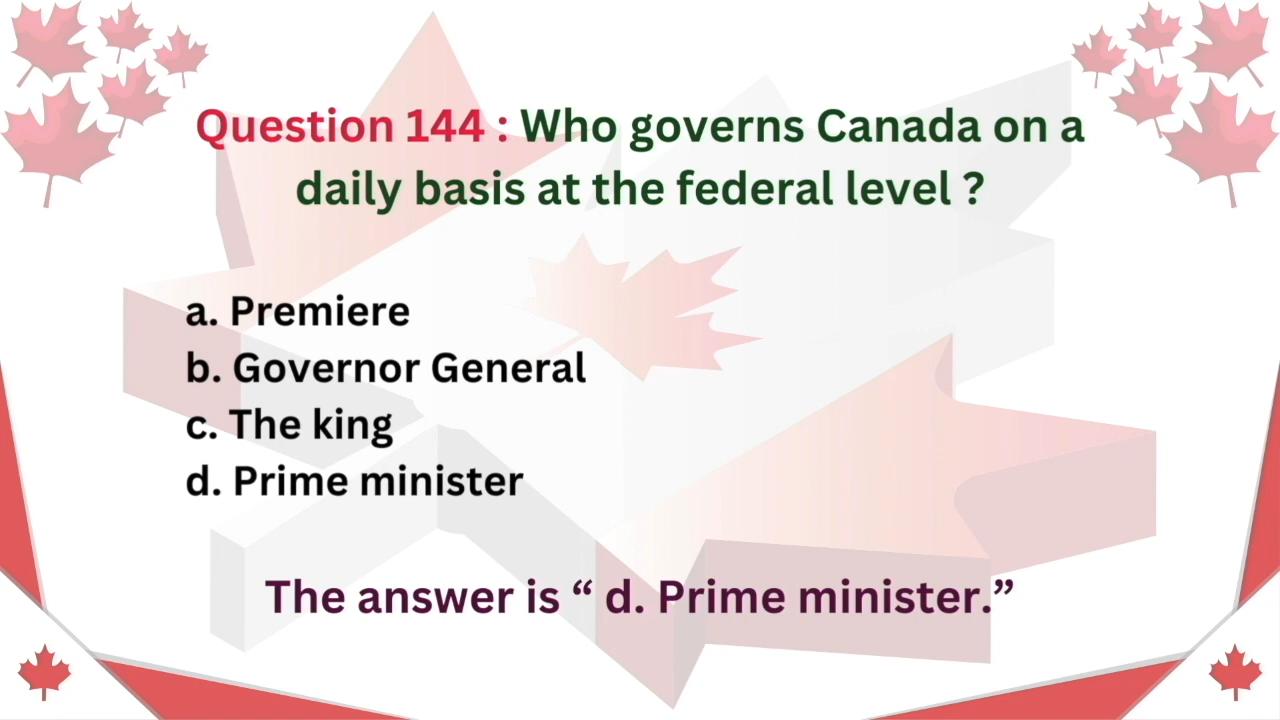 Question 144 : Who governs Canada on a
daily basis at the federal level ?
a. Premiere
b. Governor General
c. The king
d. Prime minister
The answer is “ d. Prime minister.”